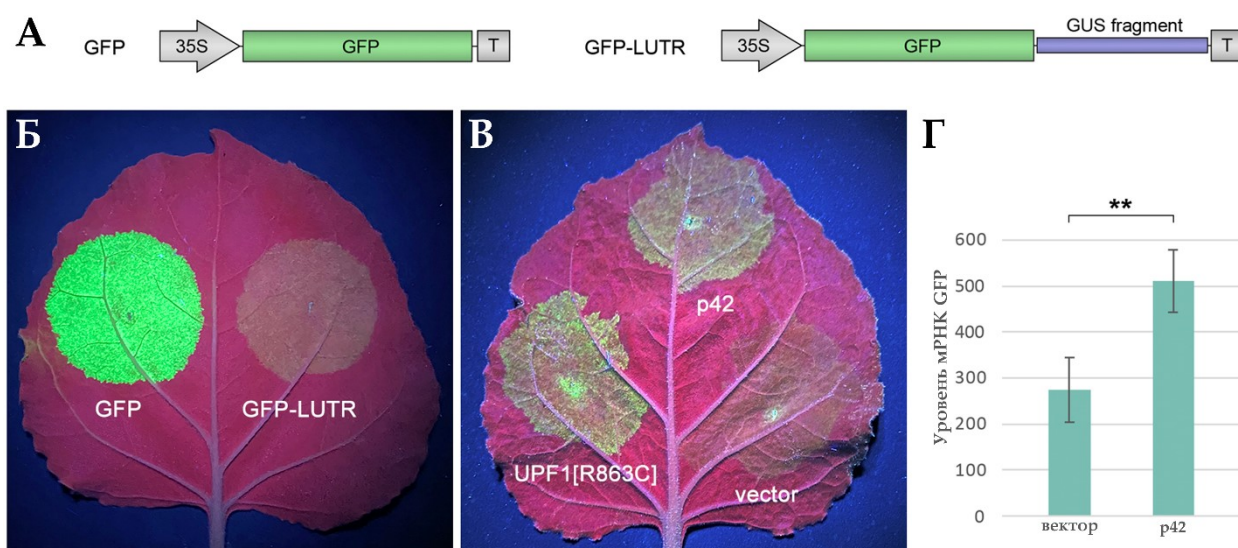 А
GFP
35S
GFP
T
GFP-LUTR
35S
GFP
GUS fragment
T
Б
GFP
GFP-LUTR
В
p42
UPF1[R863C]
vector
Г
**
Уровень мРНК GFP
600
500
400
300
200
100
0
вектор
p42